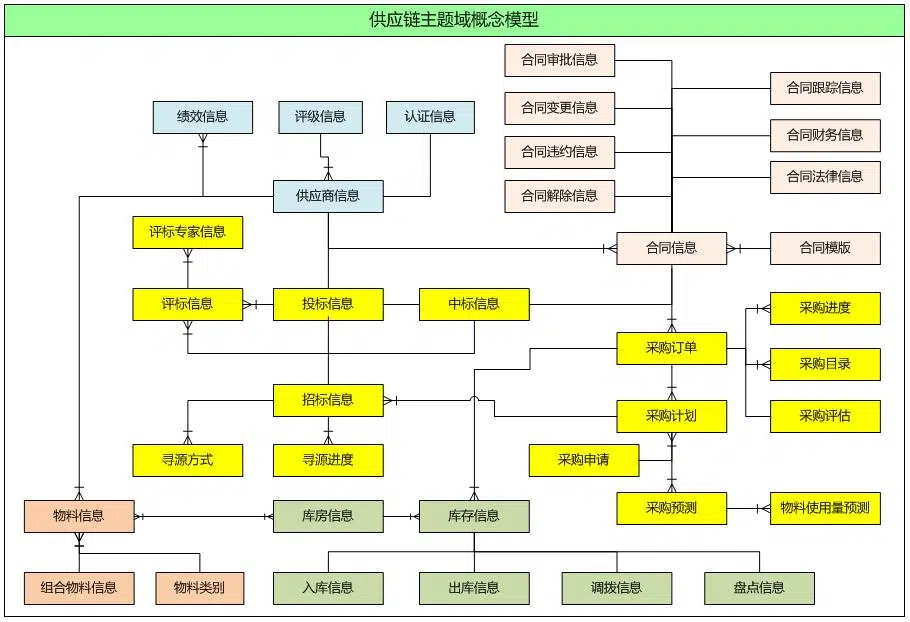 供应链主题域概念模型
合同审批信息
合同跟踪信息
绩效信息
评级信息
认证信息
合同变更信息
合同财务信息
合同违约信息
合同法律信息
供应商信息
合同解除信息
评标专家信息
合同信息
合同模版
评标信息
投标信息
中标信息
采购进度
采购订单
采购目录
招标信息
采购计划
采购评估
寻源方式
寻源进度
采购申请
采购预测
物料使用量预测
物料信息
库房信息
库存信息
组合物料信息
物料类别
入库信息
出库信息
调拨信息
盘点信息